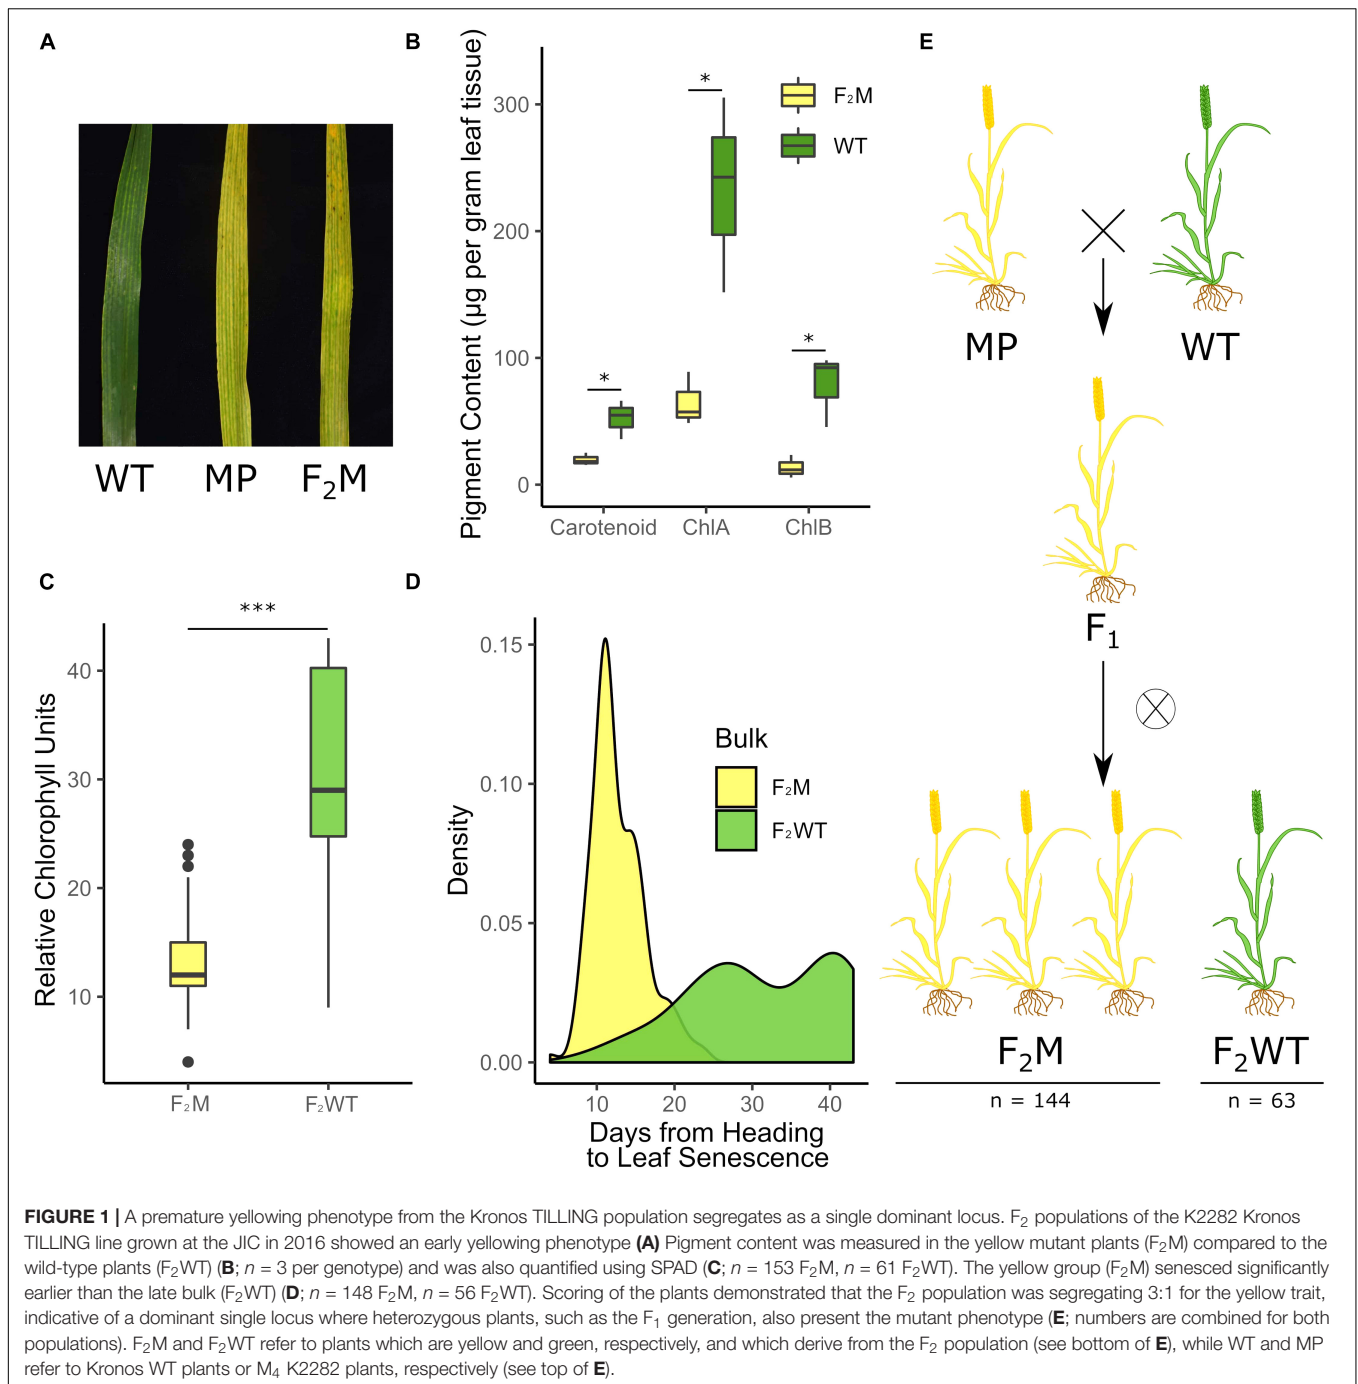 A
WT
MP
F₂M
B
Pigment Content (µg per gram leaf tissue)
300
200
100
0
*
*
*
F₂M
WT
Carotenoid
ChlA
ChlB
C
Relative Chlorophyll Units
40
30
20
10
***
F₂M
F₂WT
D
Density
0.15
0.10
0.05
0.00
Bulk
F₂M
F₂WT
10
20
30
40
Days from Heading
to Leaf Senescence
E
MP
WT
F₁
F₂M
F₂WT
n = 144
n = 63
FIGURE 1 | A premature yellowing phenotype from the Kronos TILLING population segregates as a single dominant locus. F₂ populations of the K2282 Kronos
TILLING line grown at the JIC in 2016 showed an early yellowing phenotype (A) Pigment content was measured in the yellow mutant plants (F₂M) compared to the
wild-type plants (F₂WT) (B; n = 3 per genotype) and was also quantified using SPAD (C; n = 153 F₂M, n = 61 F₂WT). The yellow group (F₂M) senesced significantly
earlier than the late bulk (F₂WT) (D; n = 148 F₂M, n = 56 F₂WT). Scoring of the plants demonstrated that the F₂ population was segregating 3:1 for the yellow trait,
indicative of a dominant single locus where heterozygous plants, such as the F₁ generation, also present the mutant phenotype (E; numbers are combined for both
populations). F₂M and F₂WT refer to plants which are yellow and green, respectively, and which derive from the F₂ population (see bottom of E), while WT and MP
refer to Kronos WT plants or M₄ K2282 plants, respectively (see top of E).